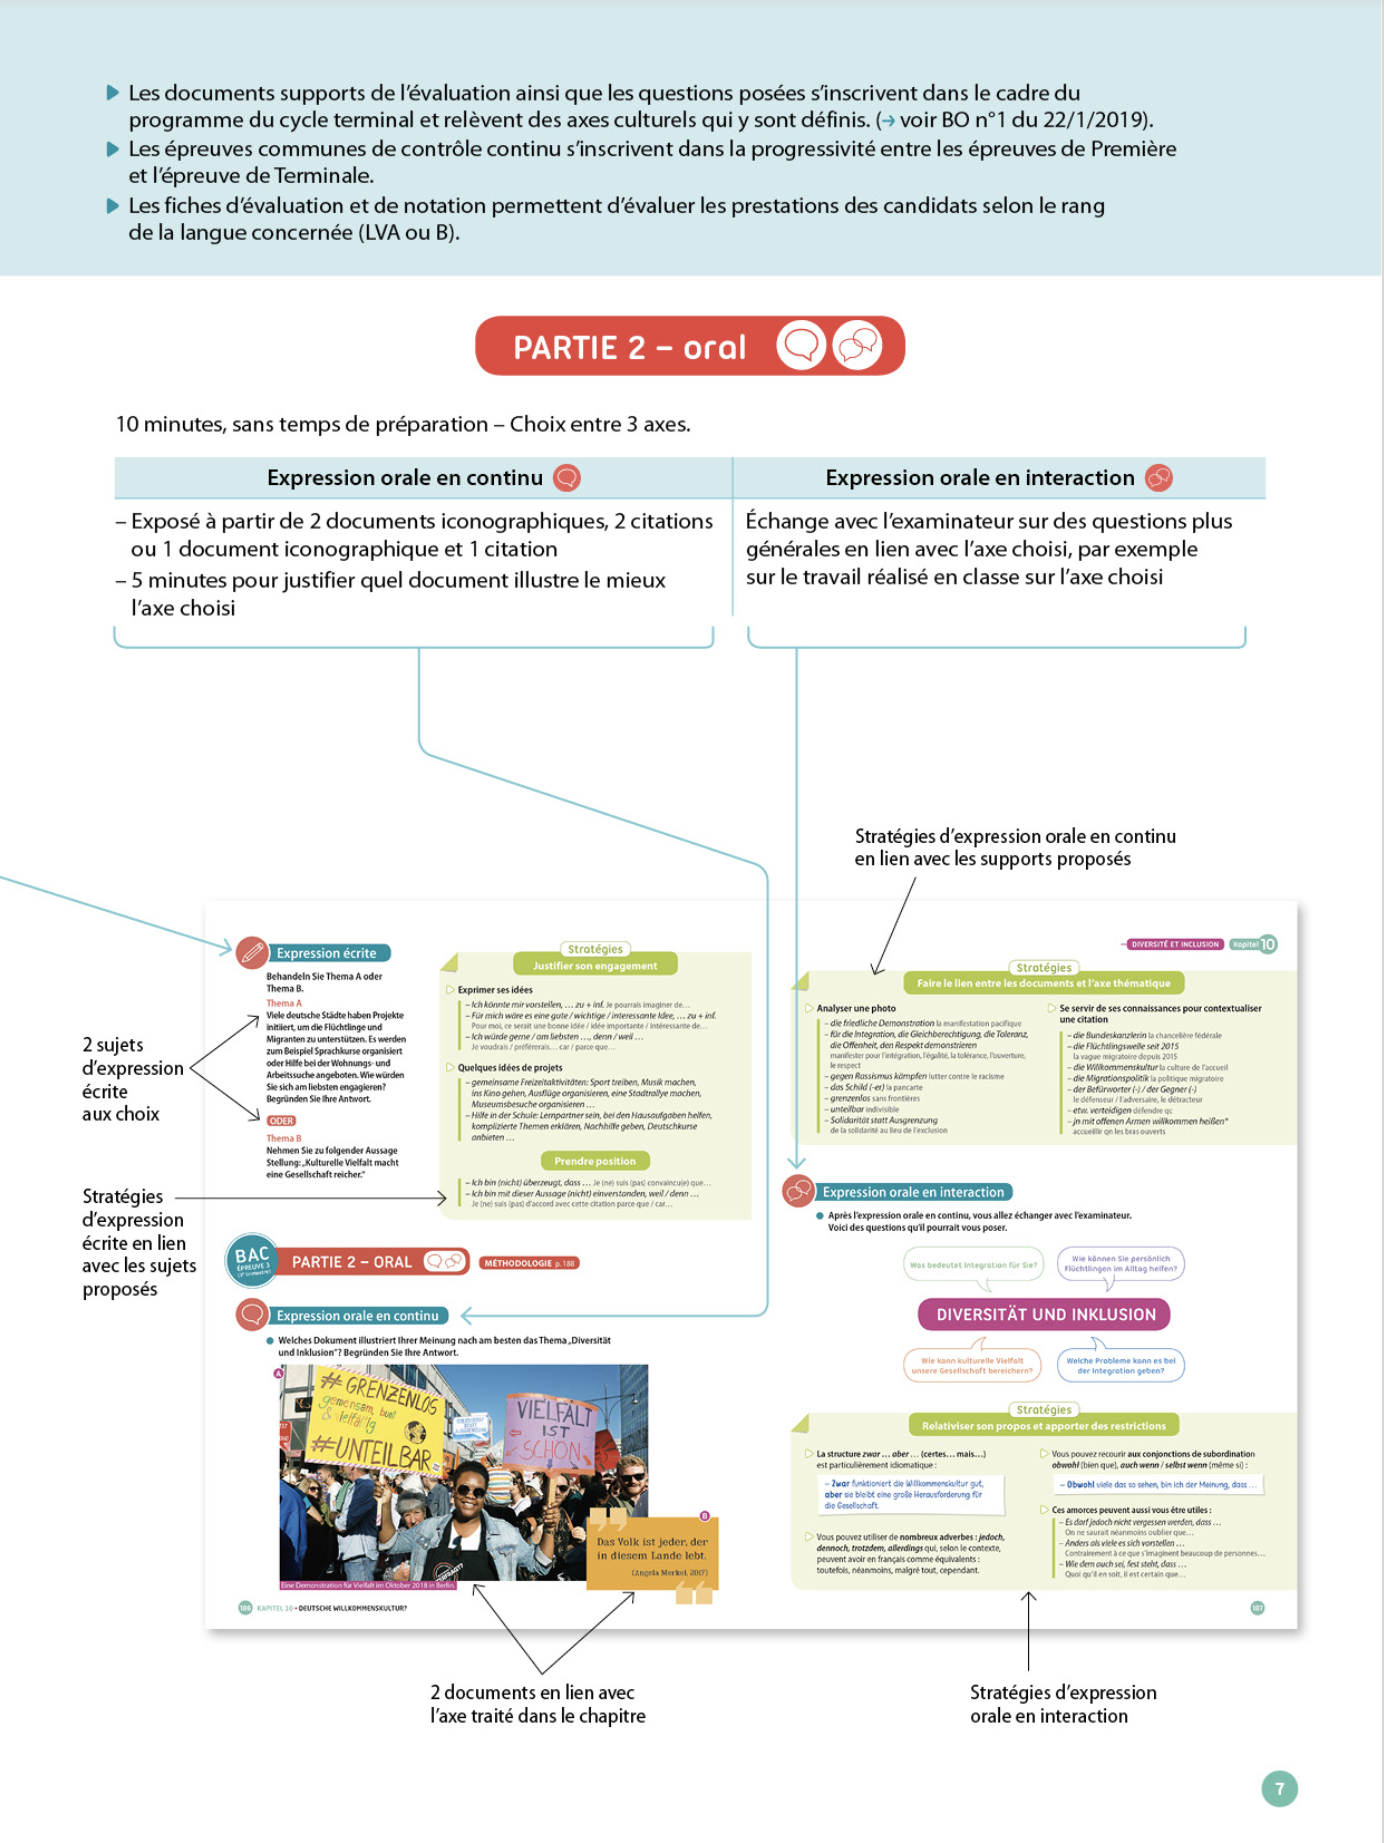 Les documents supports de l’évaluation ainsi que les questions posées s’inscrivent dans le cadre du
programme du cycle terminal et relèvent des axes culturels qui y sont définis. (→ voir BO n°1 du 22/1/2019).
Les épreuves communes de contrôle continu s’inscrivent dans la progressivité entre les épreuves de Première
et l’épreuve de Terminale.
Les fiches d’évaluation et de notation permettent d’évaluer les prestations des candidats selon le rang
de la langue concernée (LVA ou B).
PARTIE 2 – oral
10 minutes, sans temps de préparation – Choix entre 3 axes.
Expression orale en continu
– Exposé à partir de 2 documents iconographiques, 2 citations
ou 1 document iconographique et 1 citation
– 5 minutes pour justifier quel document illustre le mieux
l’axe choisi
Expression orale en interaction
Échange avec l’examinateur sur des questions plus
générales en lien avec l’axe choisi, par exemple
sur le travail réalisé en classe sur l’axe choisi
Stratégies d’expression orale en continu
en lien avec les supports proposés
2 sujets
d’expression
écrite
aux choix
Stratégies
d’expression
écrite en lien
avec les sujets
proposés
Expression écrite
Behandeln Sie Thema A oder
Thema B.
Thema A
Viele deutsche Städte haben Projekte
initiiert, um die Flüchtlinge und
Migranten zu unterstützen. Es werden
zum Beispiel Sprachkurse organisiert
oder Hilfe bei der Wohnungs- und
Arbeitssuche angeboten. Wie würden
Sie sich am liebsten engagieren?
Begründen Sie Ihre Antwort.
ODER
Thema B
Nehmen Sie zu folgender Aussage
Stellung: „Kulturelle Vielfalt macht
eine Gesellschaft reicher.“
Stratégies
Justifier son engagement
Exprimer ses idées
– Ich könnte mir vorstellen, … zu + inf. Je pourrais imaginer de…
– Für mich wäre es eine gute / wichtige / interessante Idee, … zu + inf.
Pour moi, ce serait une bonne idée / idée importante / intéressante de…
– Ich würde gerne / am liebsten …, denn / weil …
Je voudrais / préférerais… car / parce que…
Quelques idées de projets
– gemeinsame Freizeitaktivitäten: Sport treiben, Musik machen,
ins Kino gehen, Ausflüge organisieren, eine Stadtrallye machen,
Museumsbesuche organisieren …
– Hilfe in der Schule: Lernpartner sein, bei den Hausaufgaben helfen,
komplizierte Themen erklären, Nachhilfe geben, Deutschkurse
anbieten …
Prendre position
– Ich bin (nicht) überzeugt, dass … Je (ne) suis (pas) convaincu(e) que…
– Ich bin mit dieser Aussage (nicht) einverstanden, weil / denn …
Je (ne) suis (pas) d’accord avec cette citation parce que / car…
BAC
ÉPREUVE 3
PARTIE 2 – ORAL
MÉTHODOLOGIE p. 188
Expression orale en continu
Welches Dokument illustriert Ihrer Meinung nach am besten das Thema „Diversität
und Inklusion“? Begründen Sie Ihre Antwort.
A
# GRENZENLOS
gemeinsam, bunt
& vielfältig
#UNTEILBAR
VIELFALT
IST
SCHÖN
Eine Demonstration für Vielfalt im Oktober 2018 in Berlin.
B
Das Volk ist jeder, der
in diesem Lande lebt.
(Angela Merkel, 2017)
186 KAPITEL 10 • DEUTSCHE WILLKOMMENSKULTUR?
DIVERSITÉ ET INCLUSION Kapitel 10
Stratégies
Faire le lien entre les documents et l’axe thématique
Analyser une photo
– die friedliche Demonstration la manifestation pacifique
– für die Integration, die Gleichberechtigung, die Toleranz,
die Offenheit, den Respekt demonstrieren
manifester pour l’intégration, l’égalité, la tolérance, l’ouverture,
le respect
– gegen Rassismus kämpfen lutter contre le racisme
– das Schild (-er) la pancarte
– grenzenlos sans frontières
– unteilbar indivisible
– Solidarität statt Ausgrenzung
de la solidarité au lieu de l’exclusion
Se servir de ses connaissances pour contextualiser
une citation
– die Bundeskanzlerin la chancelière fédérale
– die Flüchtlingswelle seit 2015
la vague migratoire depuis 2015
– die Willkommenskultur la culture de l’accueil
– die Migrationspolitik la politique migratoire
– der Befürworter (-) / der Gegner (-)
le défenseur / l’adversaire, le détracteur
– etw. verteidigen défendre qc
– jn mit offenen Armen willkommen heißen*
accueillir qn les bras ouverts
Expression orale en interaction
Après l’expression orale en continu, vous allez échanger avec l’examinateur.
Voici des questions qu’il pourrait vous poser.
Was bedeutet Integration für Sie?
Wie können Sie persönlich
Flüchtlingen im Alltag helfen?
DIVERSITÄT UND INKLUSION
Wie kann kulturelle Vielfalt
unsere Gesellschaft bereichern?
Welche Probleme kann es bei
der Integration geben?
Stratégies
Relativiser son propos et apporter des restrictions
La structure zwar … aber … (certes… mais…)
est particulièrement idiomatique :
– Zwar funktioniert die Willkommenskultur gut,
aber sie bleibt eine große Herausforderung für
die Gesellschaft.
Vous pouvez utiliser de nombreux adverbes : jedoch,
dennoch, trotzdem, allerdings qui, selon le contexte,
peuvent avoir en français comme équivalents :
toutefois, néanmoins, malgré tout, cependant.
Vous pouvez recourir aux conjonctions de subordination
obwohl (bien que), auch wenn / selbst wenn (même si) :
– Obwohl viele das so sehen, bin ich der Meinung, dass …
Ces amorces peuvent aussi vous être utiles :
– Es darf jedoch nicht vergessen werden, dass …
On ne saurait néanmoins oublier que…
– Anders als viele es sich vorstellen …
Contrairement à ce que s’imaginent beaucoup de personnes…
– Wie dem auch sei, fest steht, dass …
Quoi qu’il en soit, il est certain que…
187
2 documents en lien avec
l’axe traité dans le chapitre
Stratégies d’expression
orale en interaction
7